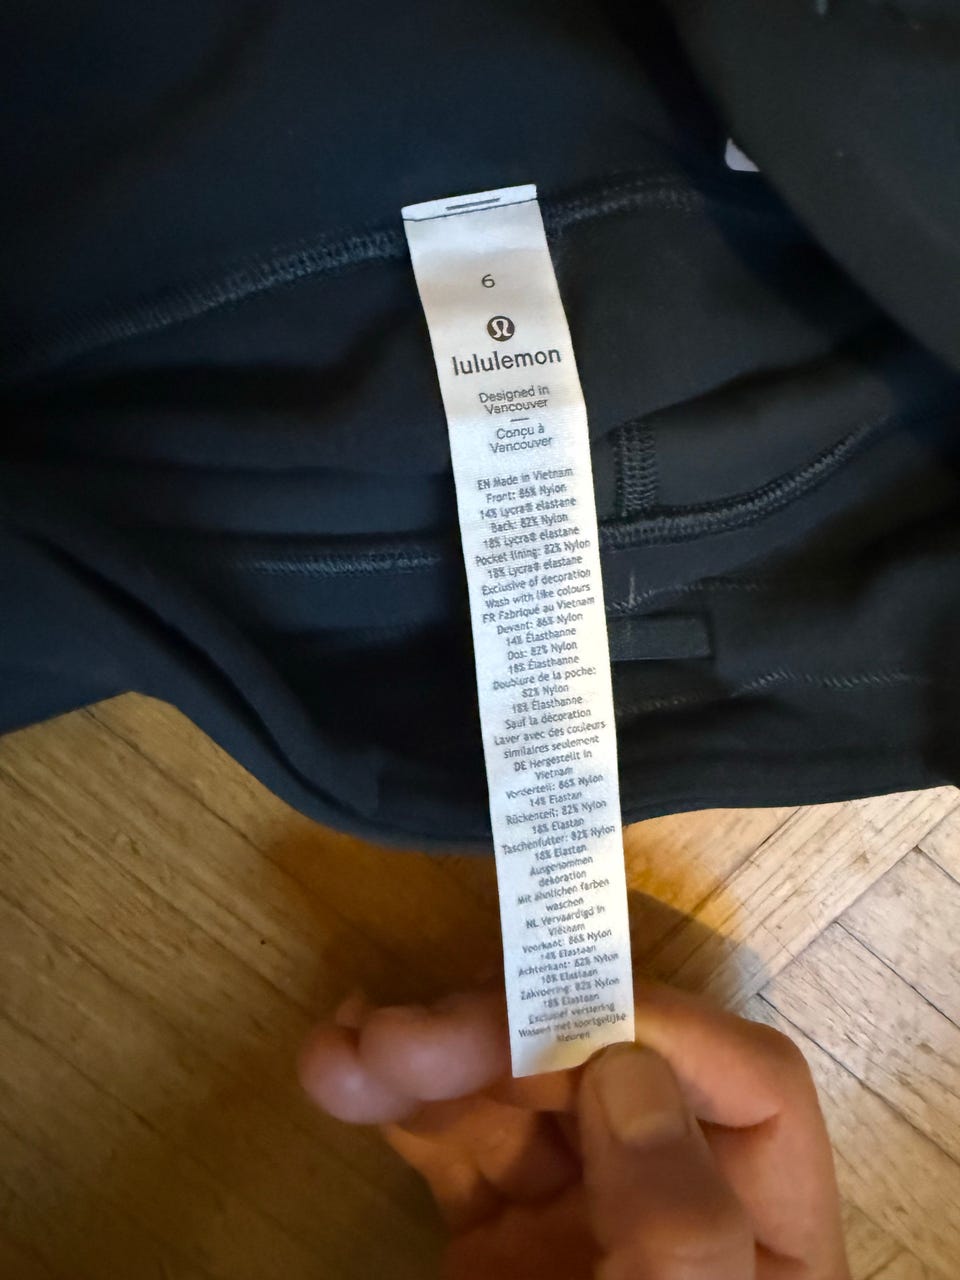 6
lululemon
Designed in
Vancouver
Conçu à
Vancouver
EN Made in Vietnam
Front: 86% Nylon
14% Lycra® elastane
Back: 82% Nylon
18% Lycra® elastane
Pocket lining: 82% Nylon
18% Lycra® elastane
Exclusive of decoration
Wash with like colours
FR Fabriqué au Vietnam
Devant: 86% Nylon
14% Élasthanne
Dos: 82% Nylon
18% Élasthanne
Doublure de la poche:
82% Nylon
18% Élasthanne
Sauf la décoration
Laver avec des couleurs
similaires seulement
DE Hergestellt in
Vietnam
Vorderteil: 86% Nylon
14% Elastan
Rückenteil: 82% Nylon
18% Elastan
Taschenfutter: 82% Nylon
18% Elastan
Ausgenommen
dekoration
Mit ähnlichen farben
waschen
NL Vervaardigd in
Viëtnam
Voorkant: 86% Nylon
14% Elastaan
Achterkant: 82% Nylon
18% Elastaan
Zakvoering: 82% Nylon
18% Elastaan
Exclusief versiering
Wassen met soortgelijke
kleuren